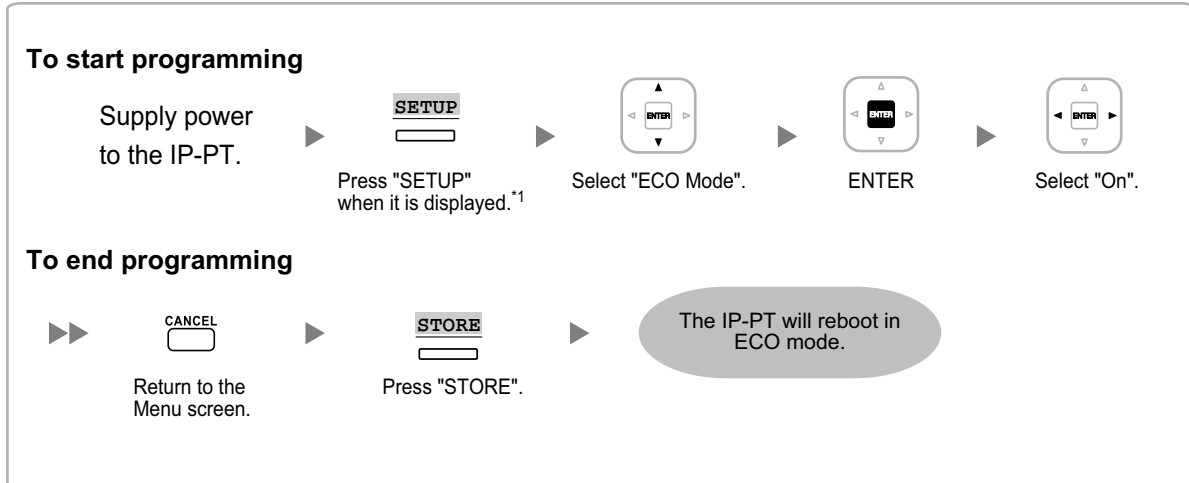 To start programming
Supply power
to the IP-PT.
SETUP
Press "SETUP"
when it is displayed.*1
ENTER
Select "ECO Mode".
ENTER
ENTER
ENTER
Select "On".
To end programming
CANCEL
Return to the
Menu screen.
STORE
Press "STORE".
The IP-PT will reboot in
ECO mode.